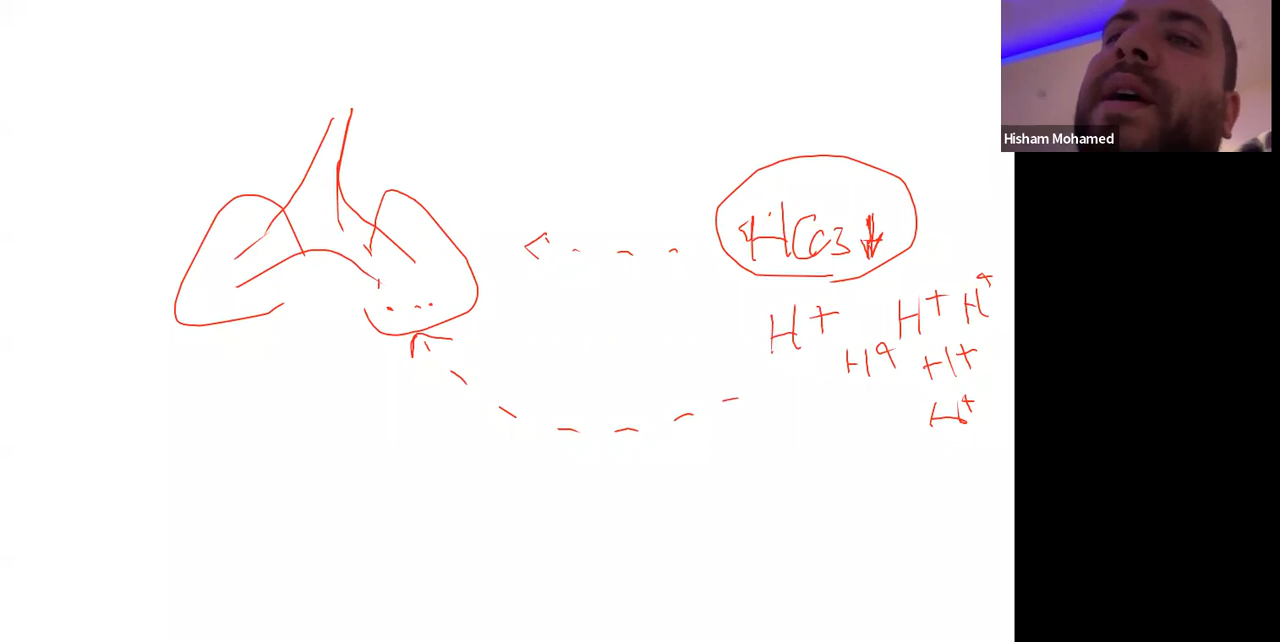 Hisham Mohamed
HCO3 ↓
H+ H+ H+
H+ H+
H+